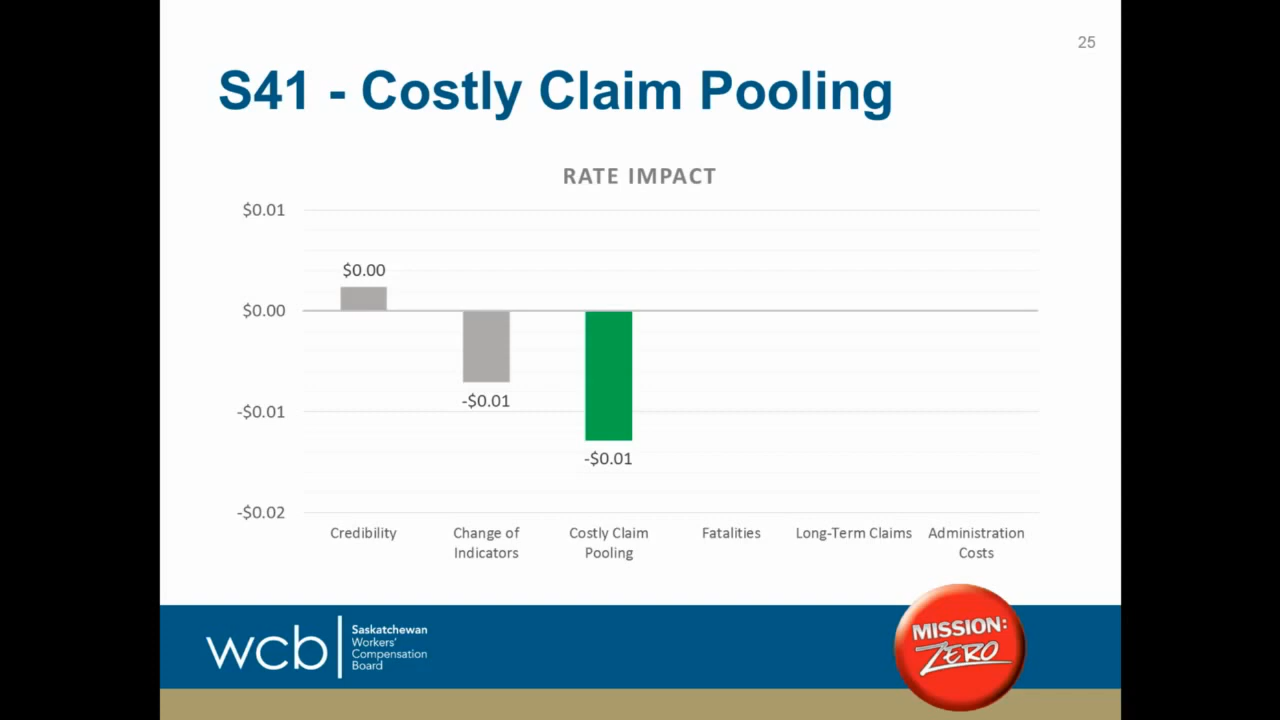 25
S41 - Costly Claim Pooling
RATE IMPACT
$0.01
$0.00
$0.00
-$0.01
-$0.01
-$0.01
-$0.02
Credibility
Change of
Indicators
Costly Claim
Pooling
Fatalities
Long-Term Claims
Administration
Costs
wcb
Saskatchewan
Workers'
Compensation
Board
MISSION:
ZERO